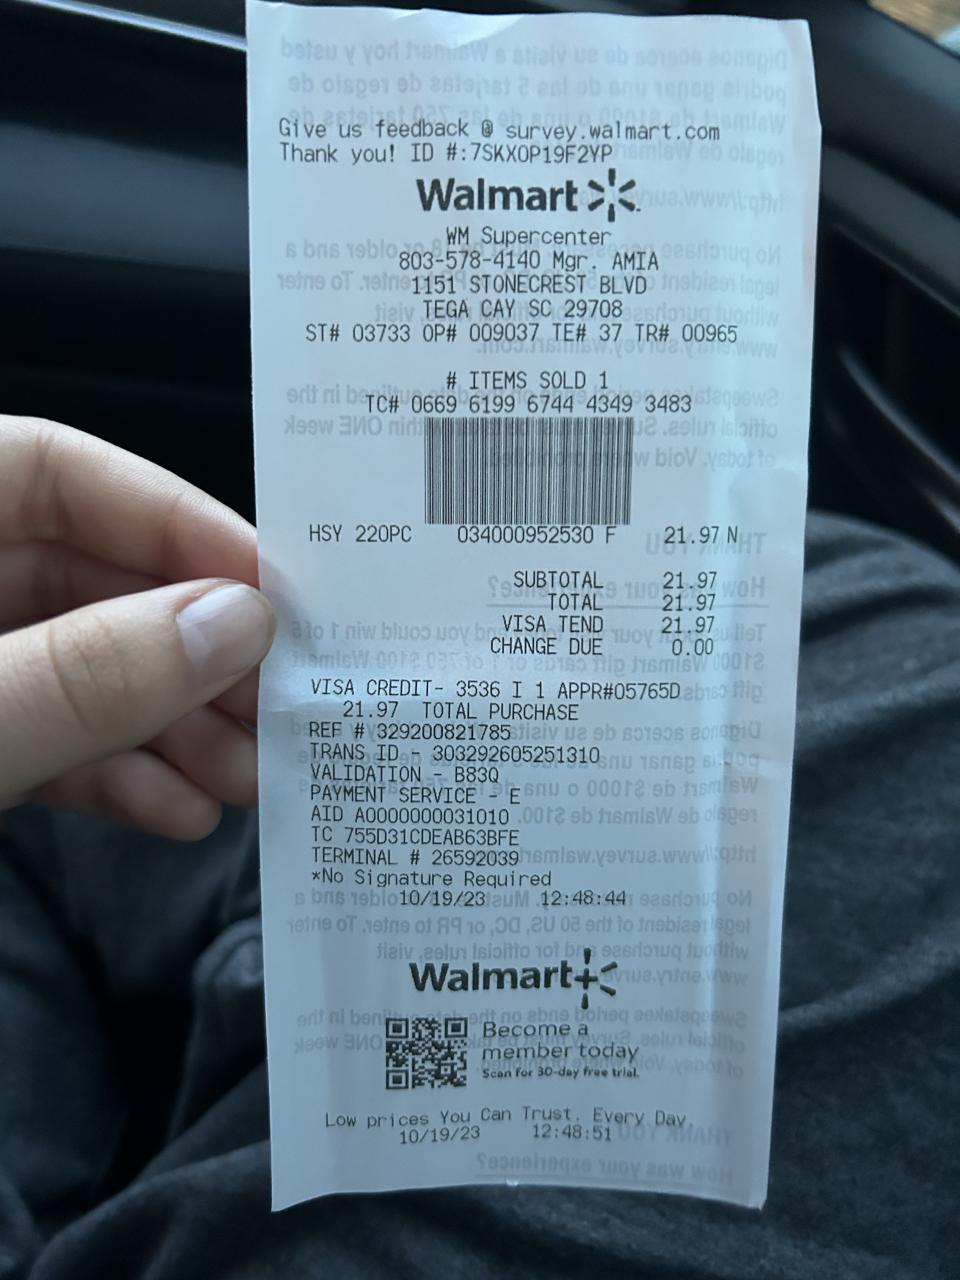 Give us feedback @ survey.walmart.com
Thank you! ID #:7SKXOP19F2YP
Walmart
WM Supercenter
803-578-4140 Mgr. AMIA
1151 STONECREST BLVD
TEGA CAY SC 29708
ST# 03733 OP# 009037 TE# 37 TR# 00965
# ITEMS SOLD 1
TC# 0669 6199 6744 4349 3483
HSY 220PC 034000952530 F 21.97 N
SUBTOTAL 21.97
TOTAL 21.97
VISA TEND 21.97
CHANGE DUE 0.00
VISA CREDIT- 3536 I 1 APPR#05765D
21.97 TOTAL PURCHASE
REF # 329200821785
TRANS ID - 303292605251310
VALIDATION - B83Q
PAYMENT SERVICE - E
AID A0000000031010
TC 755D31CDEAB63BFE
TERMINAL # 26592039
*No Signature Required
10/19/23 12:48:44
Walmart+
Become a
member today
Scan for 30-day free trial.
Low prices You Can Trust. Every Day.
10/19/23 12:48:51